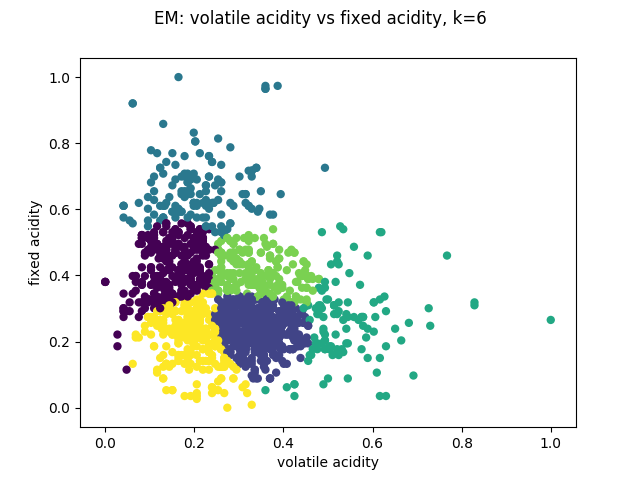 EM: volatile acidity vs fixed acidity, k=6
1.0
0.8
0.6
0.4
0.2
0.0
fixed acidity
0.0 0.2 0.4 0.6 0.8 1.0
volatile acidity